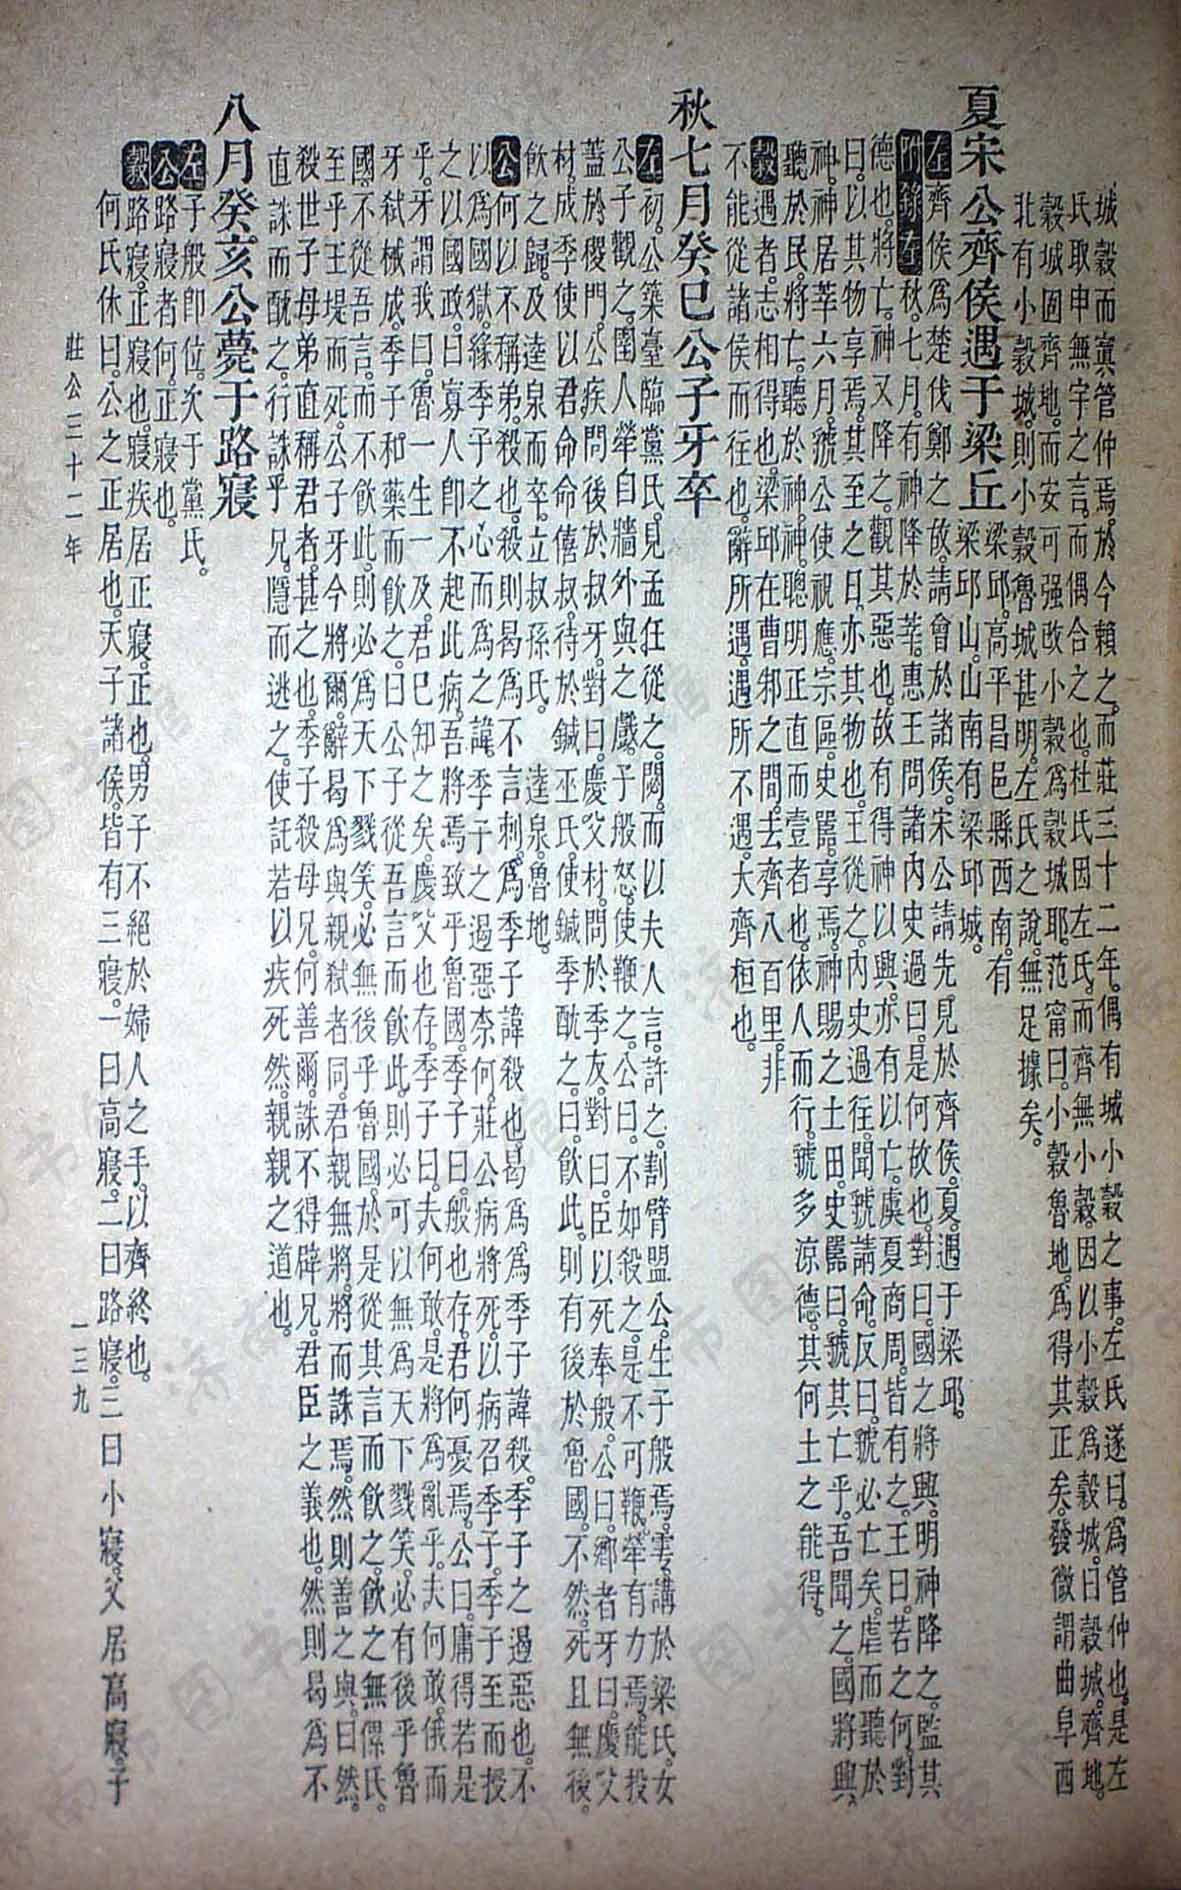 城穀而寘管仲焉。於今賴之。而莊三十二年。偶有城小穀之事。左氏遂曰。爲管仲也。是左
氏取申無宇之言。而偶合之也。杜氏因左氏。而齊無小穀。因以小穀爲穀城。曰穀城。齊地。
穀城固齊地。而安可强改小穀爲穀城耶。范甯曰。小穀魯地。爲得其正矣。發微謂曲阜西
北有小穀城。則小穀魯城甚明。左氏之說。無足據矣。
夏宋公齊侯遇于梁丘
梁邱。高平昌邑縣西南。有
梁邱山。山南有梁邱城。
左齊侯爲楚伐鄭之故。請會於諸侯。宋公請先見於齊侯。夏。遇于梁邱。
附錄左秋。七月。有神降於莘。惠王問諸內史過曰。是何故也。對曰。國之將興。明神降之。監其
德也。將亡。神又降之。觀其惡也。故有得神以興。亦有以亡。虞夏商周。皆有之。王曰。若之何。對
曰。以其物享焉。其至之日。亦其物也。王從之。內史過往。聞虢請命。反曰。虢必亡矣。虐而聽於
神。神居莘六月。虢公使祝應。宗區。史嚚。享焉。神賜之土田。史嚚曰。虢其亡乎。吾聞之。國將興。
聽於民。將亡。聽於神。神。聰明正直而壹者也。依人而行。虢多涼德。其何土之能得。
穀遇者。志相得也。梁邱在曹邾之間。去齊八百里。非
不能從諸侯而往也。辭所遇。遇所不遇。大齊桓也。
秋七月癸巳公子牙卒
左初。公築臺臨黨氏。見孟任從之。閟。而以夫人言。許之。割臂盟公。生子般焉。雩。講於梁氏。女
公子觀之。圉人犖自牆外與之戲。子般怒。使鞭之。公曰。不如殺之。是不可鞭。犖有力焉。能投
蓋於稷門。公疾。問後於叔牙。對曰。慶父材。問於季友。對曰。臣以死奉般。公曰。鄉者牙曰。慶父
材。成季使以君命命僖叔。待於鍼巫氏。使鍼季酖之。曰。飮此。則有後於魯國。不然。死且無後。
飮之。歸。及逵泉而卒。立叔孫氏。 逵泉。魯地。
公何以不稱弟。殺也。殺則曷爲不言刺。爲季子諱殺也。曷爲爲季子諱殺。季子之遏惡也。不
以爲國獄。緣季子之心而爲之諱。季子之遏惡柰何。莊公病將死。以病召季子。季子至而授
之以國政。曰。寡人卽不起此病。吾將焉致乎魯國。季子曰。般也存。君何憂焉。公曰。庸得若是
乎。牙謂我曰。魯一生一及。君已知之矣。慶父也存。季子曰。夫何敢。是將爲亂乎。夫何敢。俄而
牙弒械成。季子和藥而飮之。曰。公子從吾言而飮此。則必可以無爲天下戮笑。必有後乎魯
國。不從吾言。而不飮此。則必爲天下戮笑。必無後乎魯國。於是從其言而飮之。飮之無傫氏。
至乎王堤而死。公子牙今將爾。辭曷爲與親弒者同。君親無將。將而誅焉。然則善之與。曰然。
殺世子母弟。直稱君者。甚之也。季子殺母兄。何善爾。誅不得辟兄。君臣之義也。然則曷爲不
直誅而酖之。行誅乎兄。隱而逃之。使託若以疾死然。親親之道也。
八月癸亥公薨于路寢
左子般卽位。次于黨氏。
公路寢者何。正寢也。
穀路寢。正寢也。寢疾居正寢。正也。男子不絕於婦人之手。以齊終也。
何氏休曰。公之正居也。天子諸侯。皆有三寢。一曰高寢。二曰路寢。三曰小寢。父居高寢。子
莊公三十二年
一三九